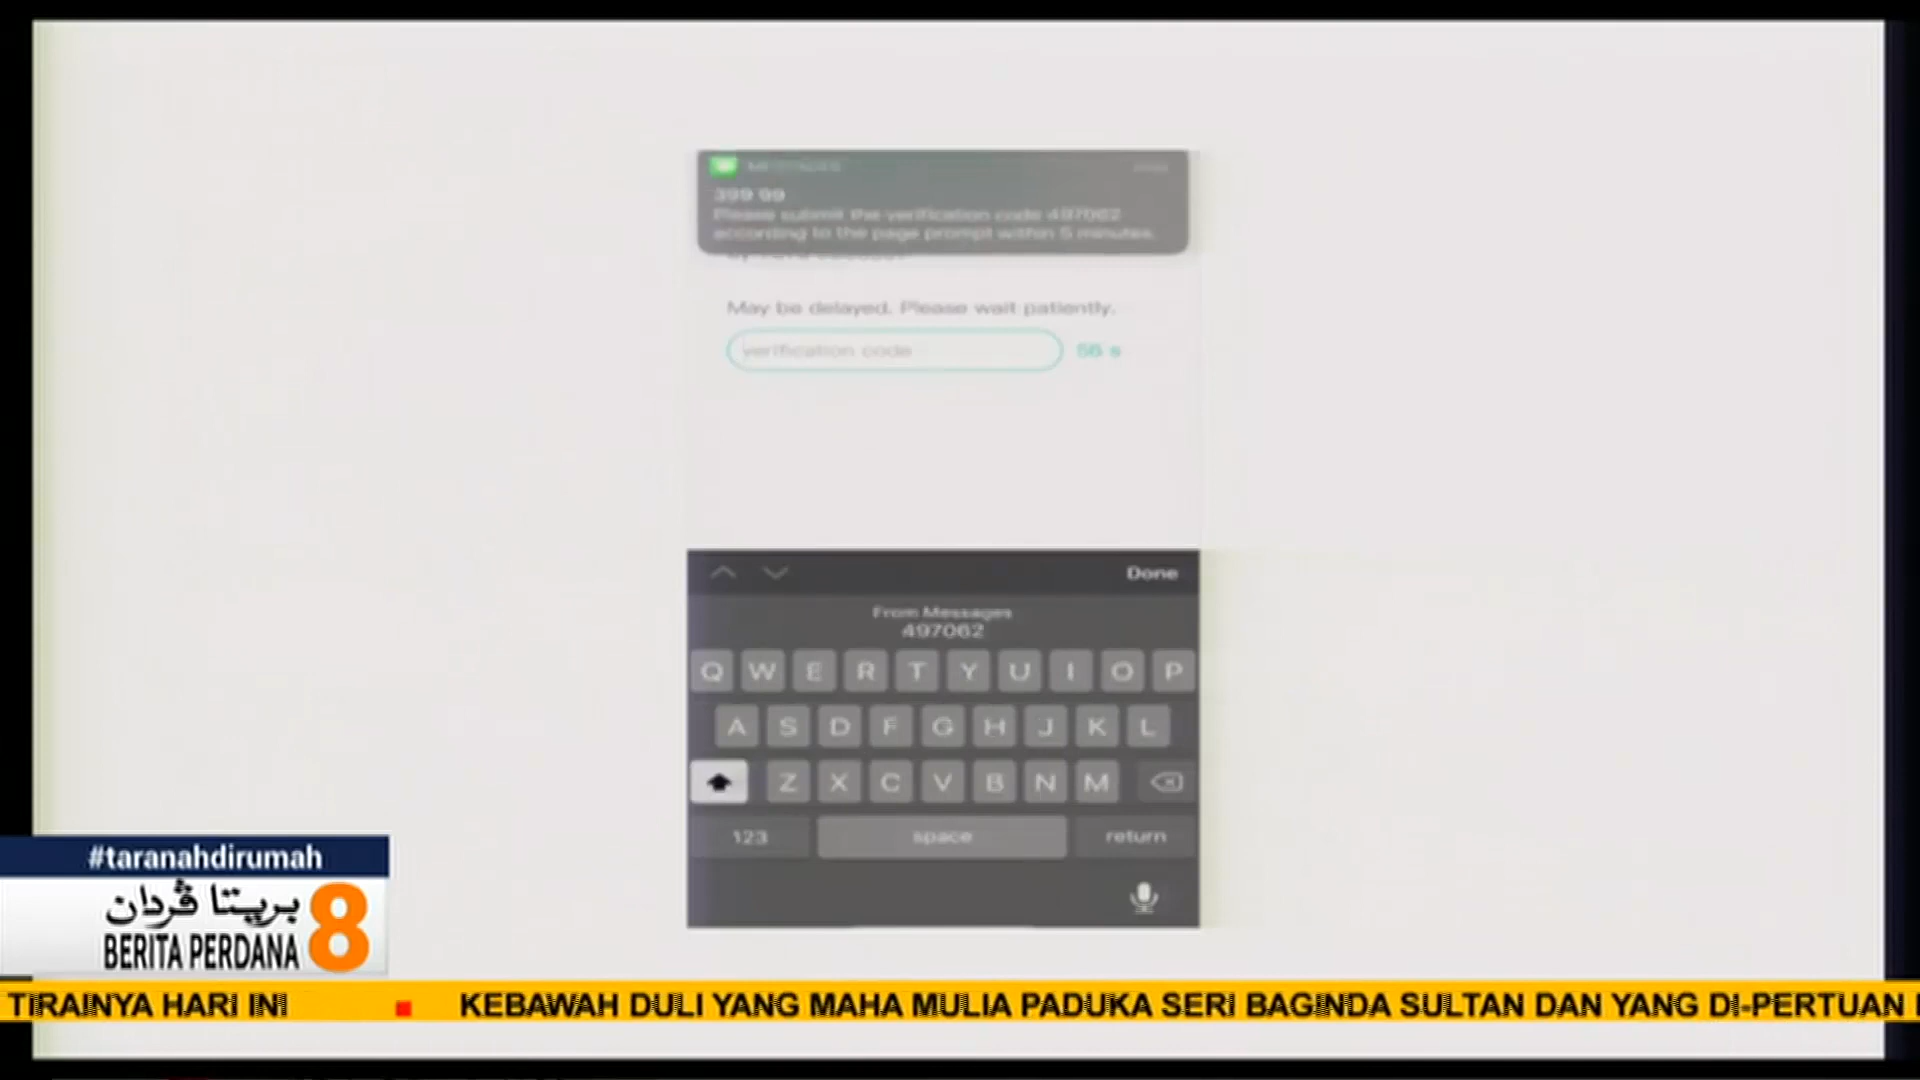 MESSAGES
399 99
Please submit the verification code 497062
according to the page prompt within 5 minutes.
May be delayed. Please wait patiently.
verification code
56 s
Done
From Messages
497062
Q W E R T Y U I O P
A S D F G H J K L
Z X C V B N M
123 space return
#taranahdirumah
بريتا ڤردان
BERITA PERDANA 8
TIRAINYA HARI INI ▪ KEBAWAH DULI YANG MAHA MULIA PADUKA SERI BAGINDA SULTAN DAN YANG DI-PERTUAN